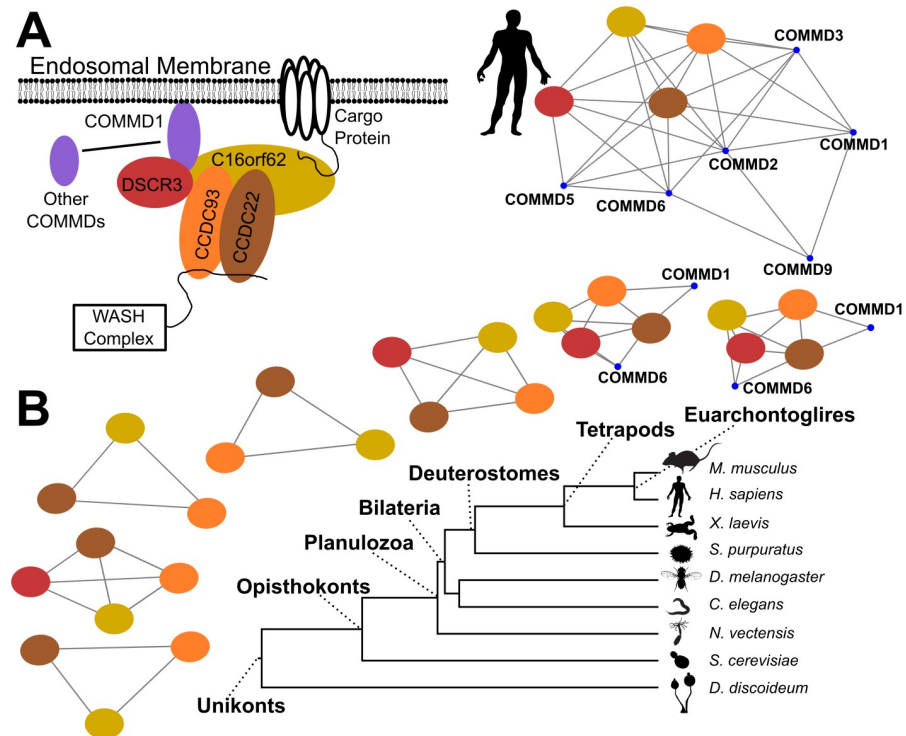 A
Endosomal Membrane
COMMD1
Cargo
Protein
C16orf62
DSCR3
Other
COMMDs
CCDC93
CCDC22
WASH
Complex
COMMD3
COMMD1
COMMD2
COMMD5
COMMD6
COMMD9
COMMD1
COMMD6
COMMD1
COMMD6
B
Euarchontoglires
Tetrapods
Deuterostomes
Bilateria
Planulozoa
Opisthokonts
Unikonts
M. musculus
H. sapiens
X. laevis
S. purpuratus
D. melanogaster
C. elegans
N. vectensis
S. cerevisiae
D. discoideum